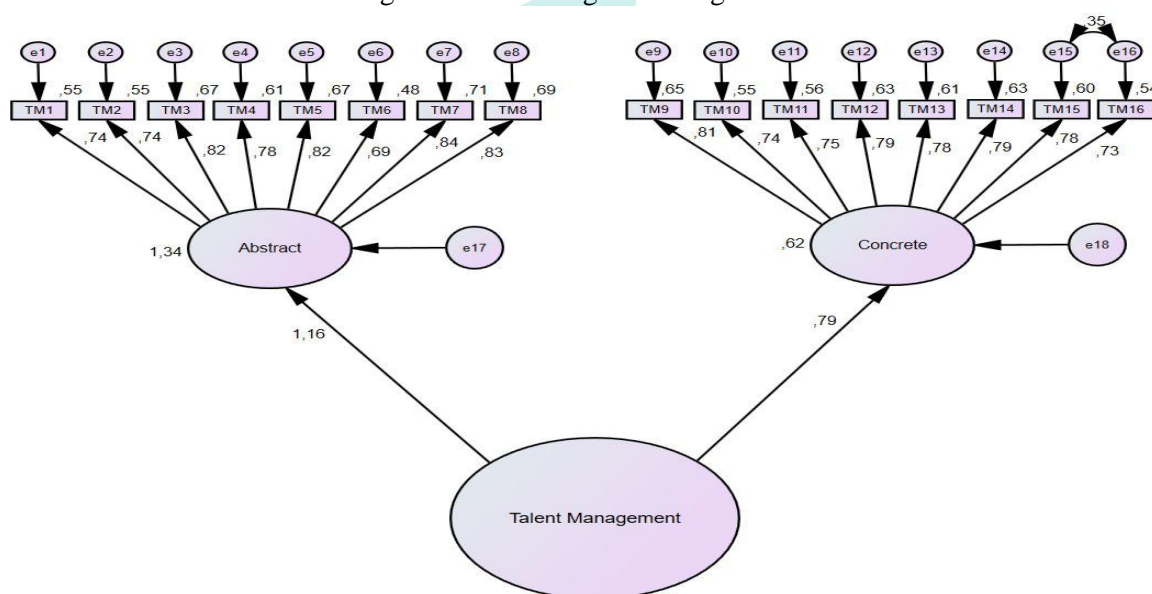 ,35
e1 e2 e3 e4 e5 e6 e7 e8 e9 e10 e11 e12 e13 e14 e15 e16
,55 ,55 ,67 ,61 ,67 ,48 ,71 ,69 ,65 ,55 ,56 ,63 ,61 ,63 ,60 ,54
TM1 TM2 TM3 TM4 TM5 TM6 TM7 TM8 TM9 TM10 TM11 TM12 TM13 TM14 TM15 TM16
,74 ,74 ,82 ,78 ,82 ,69 ,84 ,83 ,81 ,74 ,75 ,79 ,78 ,79 ,78 ,73
1,34 Abstract e17 ,62 Concrete e18
1,16 ,79
Talent Management